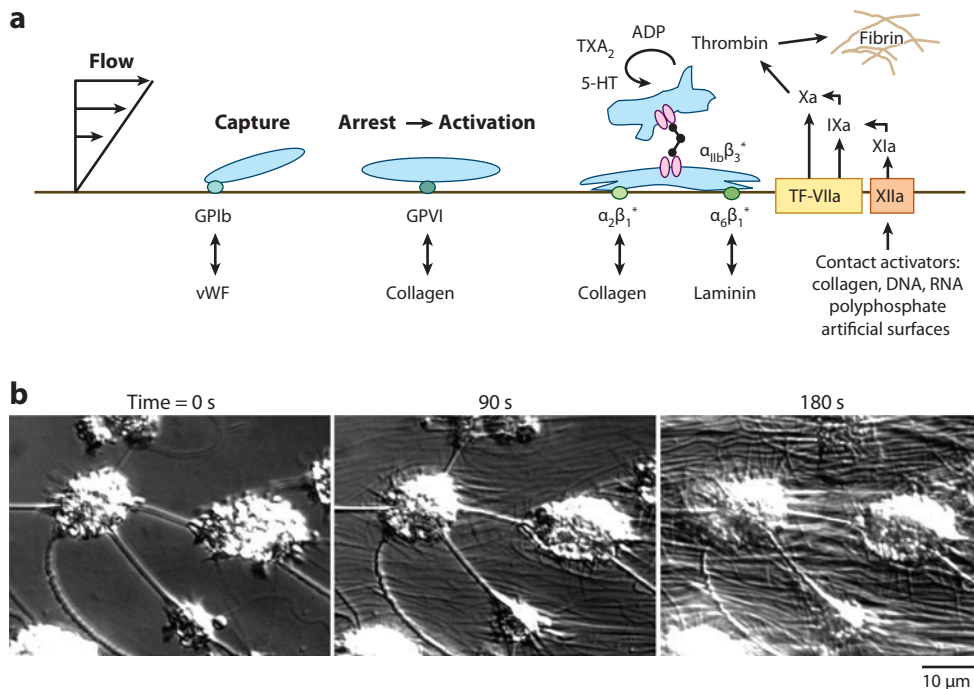 a
Flow
Capture
Arrest → Activation
GPIb
vWF
GPVI
Collagen
TXA₂
ADP
5-HT
α_IIbβ₃*
α₂β₁*
Collagen
α₆β₁*
Laminin
Thrombin
Fibrin
Xa
IXa
XIa
TF-VIIa
XIIa
Contact activators:
collagen, DNA, RNA
polyphosphate
artificial surfaces
b
Time = 0 s
90 s
180 s
10 μm